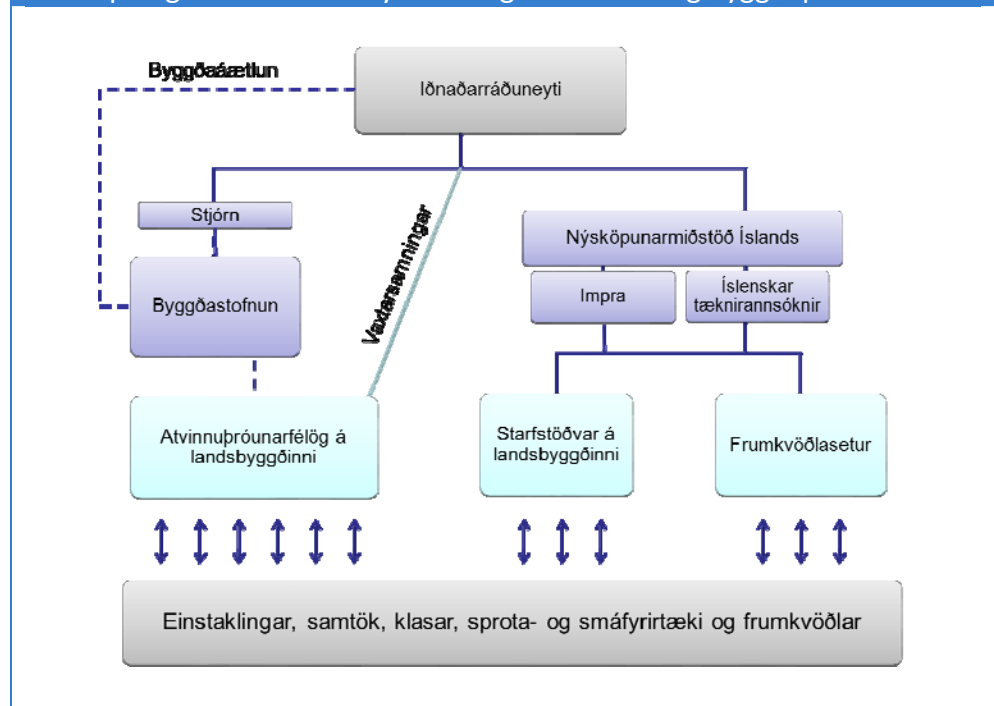 Byggðaáætlun
Iðnaðarráðuneyti
Stjórn
Vaxtarsamningar
Nýsköpunarmiðstöð Íslands
Byggðastofnun
Impra
Íslenskar
tæknirannsóknir
Atvinnuþróunarfélög á
landsbyggðinni
Starfstöðvar á
landsbyggðinni
Frumkvöðlasetur
Einstaklingar, samtök, klasar, sprota- og smáfyrirtæki og frumkvöðlar